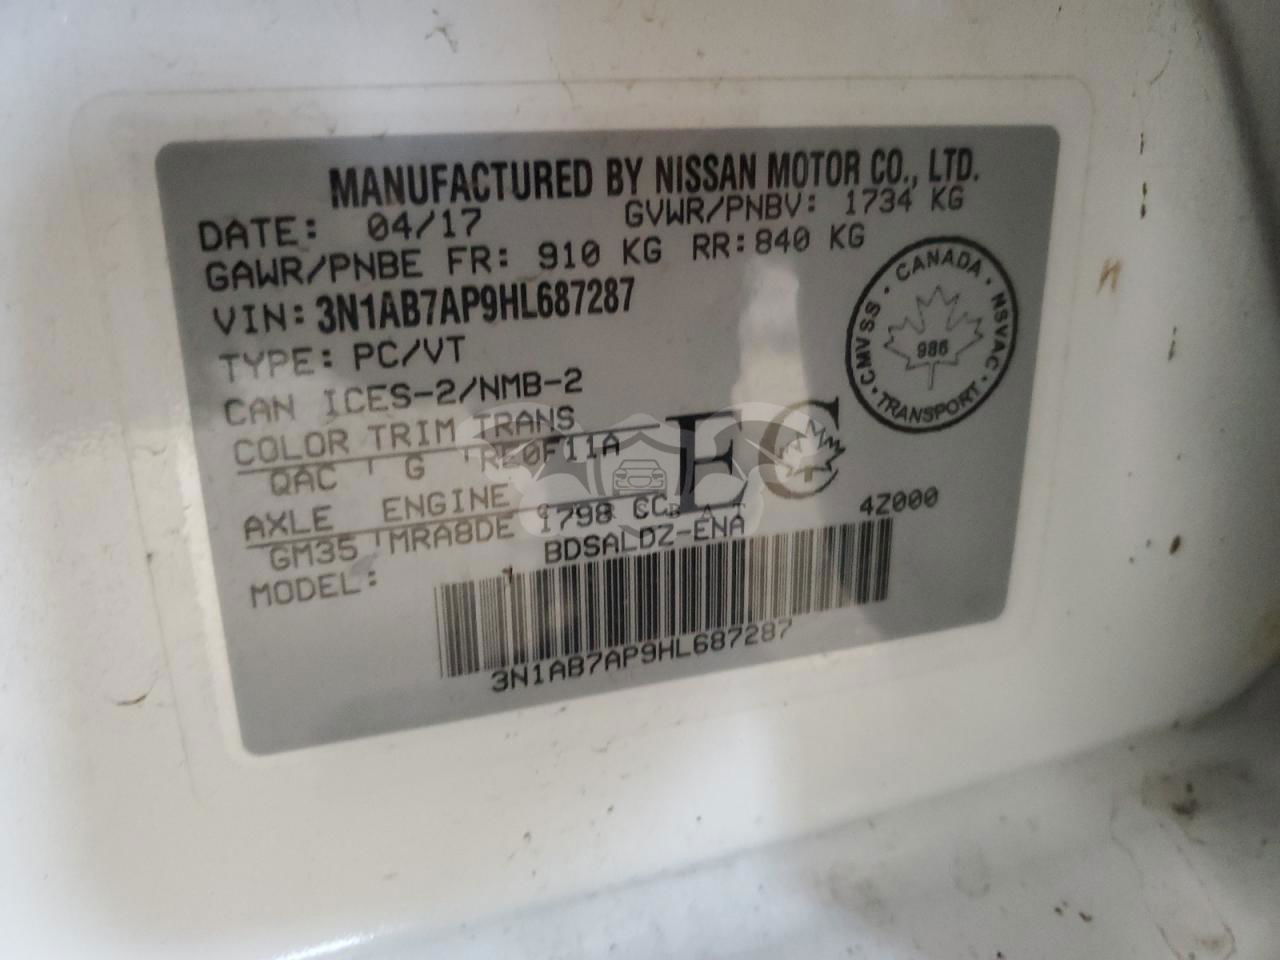 MANUFACTURED BY NISSAN MOTOR CO., LTD.
DATE: 04/17 GVWR/PNBV: 1734 KG
GAWR/PNBE FR: 910 KG RR: 840 KG
VIN: 3N1AB7AP9HL687287
TYPE: PC/VT
CAN ICES-2/NMB-2
COLOR TRIM TRANS
QAC G RE0F11A
AXLE ENGINE
GM35 MRA8DE 1798 CC
MODEL: BDSALDZ-ENA
4Z000
3N1AB7AP9HL687287
EC
CANADA
CMVSS · NSVAC
986
TRANSPORT